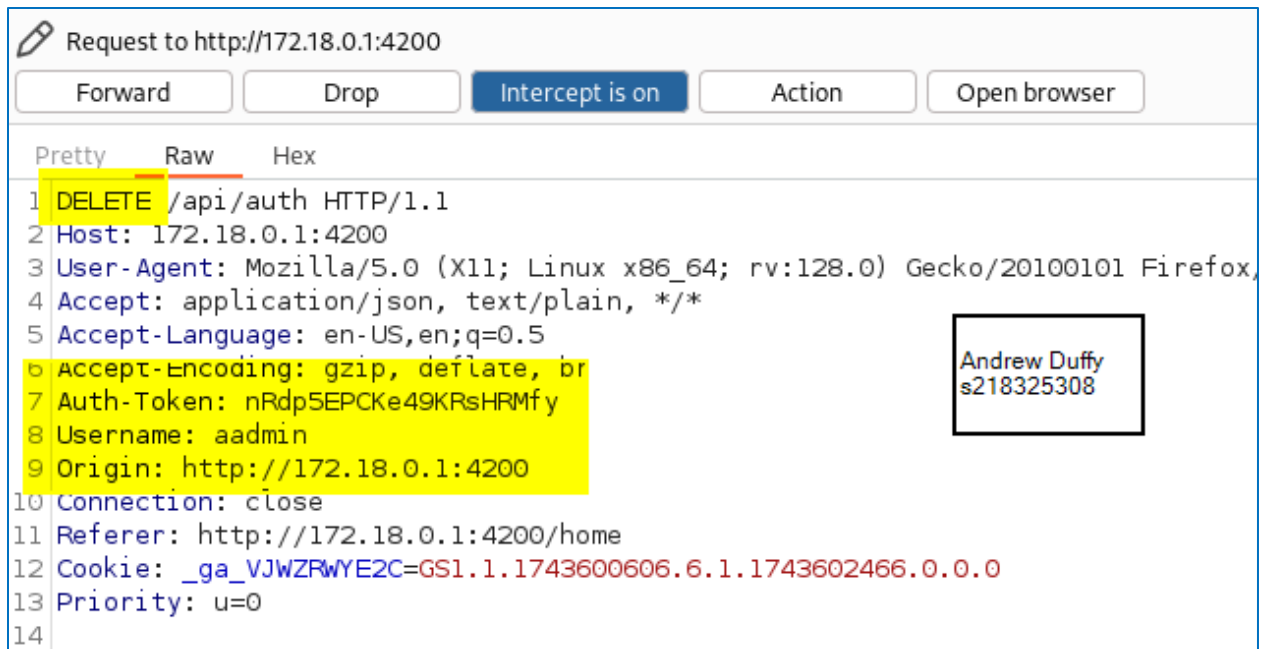 Request to http://172.18.0.1:4200
Forward Drop Intercept is on Action Open browser
Pretty Raw Hex
1 DELETE /api/auth HTTP/1.1
2 Host: 172.18.0.1:4200
3 User-Agent: Mozilla/5.0 (X11; Linux x86_64; rv:128.0) Gecko/20100101 Firefox/
4 Accept: application/json, text/plain, */*
5 Accept-Language: en-US,en;q=0.5
6 Accept-Encoding: gzip, deflate, br
7 Auth-Token: nRdp5EPCKe49KRsHRMfy
8 Username: aadmin
9 Origin: http://172.18.0.1:4200
10 Connection: close
11 Referer: http://172.18.0.1:4200/home
12 Cookie: _ga_VJWZRWYE2C=GS1.1.1743600606.6.1.1743602466.0.0.0
13 Priority: u=0
14
Andrew Duffy
s218325308